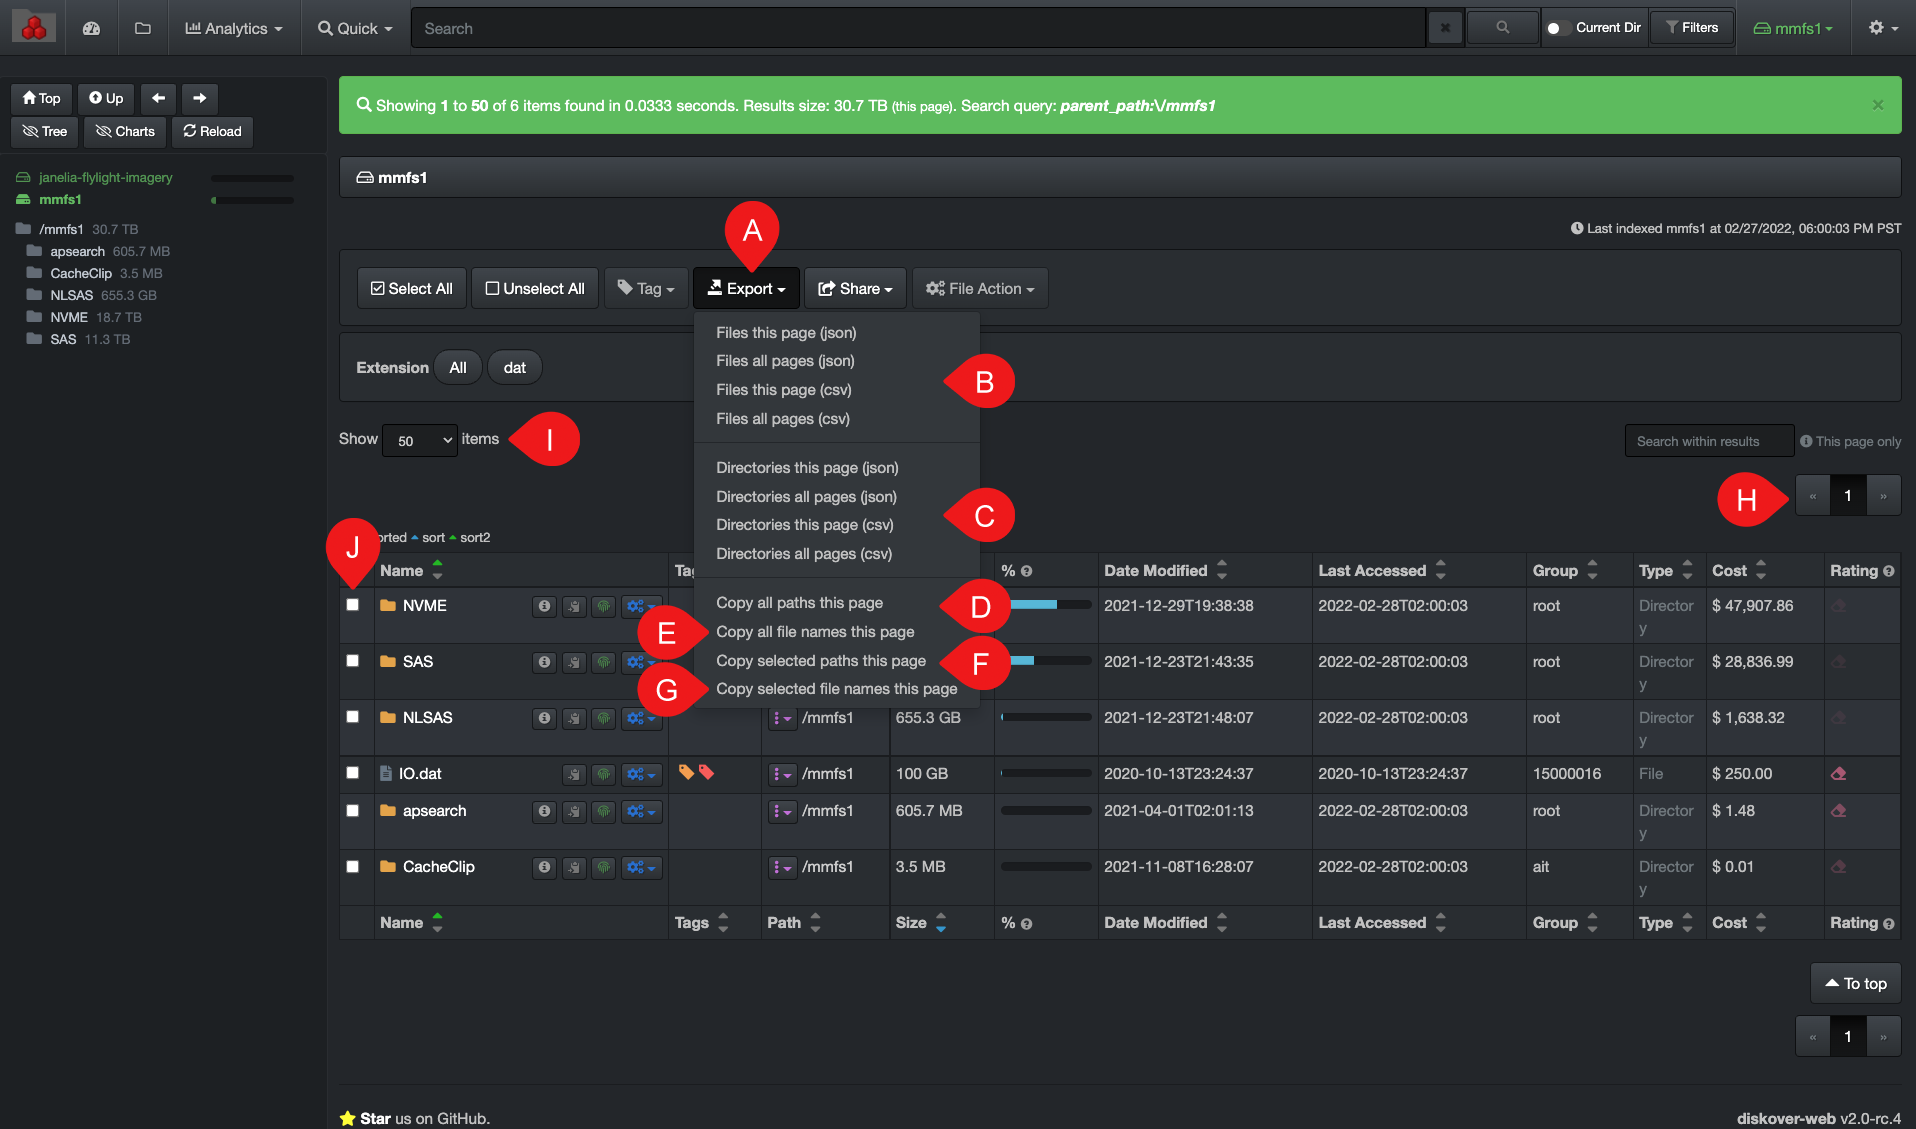 Analytics Quick Search Current Dir Filters mmfs1
Top Up
Tree Charts Reload
janelia-flylight-imagery
mmfs1
/mmfs1 30.7 TB
apsearch 605.7 MB
CacheClip 3.5 MB
NLSAS 655.3 GB
NVME 18.7 TB
SAS 11.3 TB
Showing 1 to 50 of 6 items found in 0.0333 seconds. Results size: 30.7 TB (this page). Search query: parent_path:\/mmfs1 ×
mmfs1
Last indexed mmfs1 at 02/27/2022, 06:00:03 PM PST
A
Select All Unselect All Tag Export Share File Action
Files this page (json)
Files all pages (json)
Files this page (csv)
Files all pages (csv)
B
Directories this page (json)
Directories all pages (json)
Directories this page (csv)
Directories all pages (csv)
C
Copy all paths this page
D
E
Copy all file names this page
Copy selected paths this page
F
G
Copy selected file names this page
Extension All dat
Show 50 items
I
Search within results This page only
H
« 1 »
J
sort sort2
Name % Date Modified Last Accessed Group Type Cost Rating
NVME 2021-12-29T19:38:38 2022-02-28T02:00:03 root Director $ 47,907.86
y
SAS 2021-12-23T21:43:35 2022-02-28T02:00:03 root Director $ 28,836.99
y
NLSAS /mmfs1 655.3 GB 2021-12-23T21:48:07 2022-02-28T02:00:03 root Director $ 1,638.32
y
IO.dat /mmfs1 100 GB 2020-10-13T23:24:37 2020-10-13T23:24:37 15000016 File $ 250.00
apsearch /mmfs1 605.7 MB 2021-04-01T02:01:13 2022-02-28T02:00:03 root Director $ 1.48
y
CacheClip /mmfs1 3.5 MB 2021-11-08T16:28:07 2022-02-28T02:00:03 ait Director $ 0.01
y
Name Tags Path Size % Date Modified Last Accessed Group Type Cost Rating
To top
« 1 »
Star us on GitHub.
diskover-web v2.0-rc.4